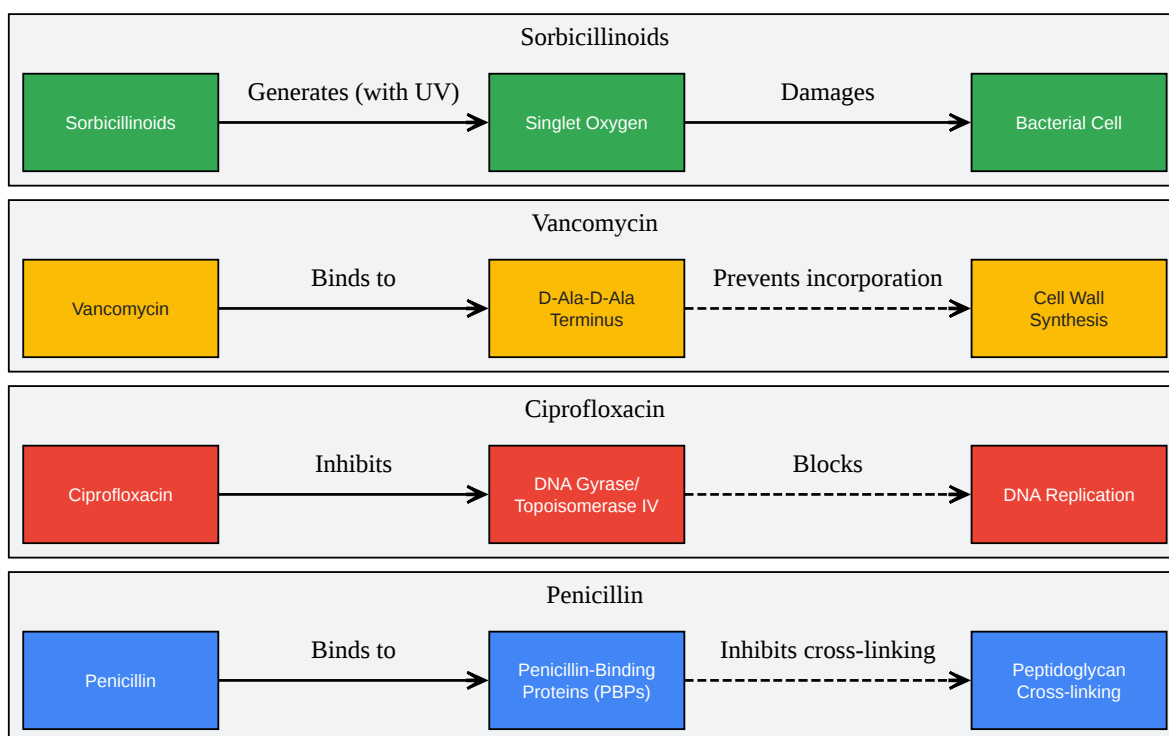 Sorbicillinoids
Generates (with UV)
Damages
Sorbicillinoids
Singlet Oxygen
Bacterial Cell
Vancomycin
Binds to
Prevents incorporation
Vancomycin
D-Ala-D-Ala
Terminus
Cell Wall
Synthesis
Ciprofloxacin
Inhibits
Blocks
Ciprofloxacin
DNA Gyrase/
Topoisomerase IV
DNA Replication
Penicillin
Binds to
Inhibits cross-linking
Penicillin
Penicillin-Binding
Proteins (PBPs)
Peptidoglycan
Cross-linking